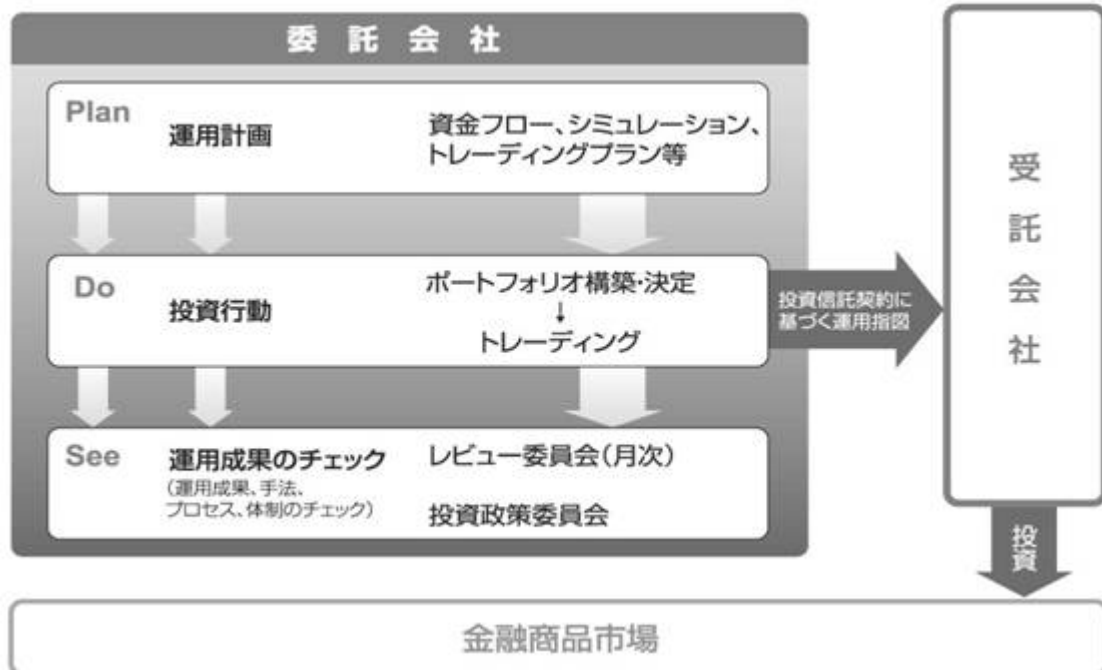 委託会社
Plan
運用計画
資金フロー、シミュレーション、
トレーディングプラン等
Do
投資行動
ポートフォリオ構築・決定
↓
トレーディング
投資信託契約に
基づく運用指図
See
運用成果のチェック
(運用成果、手法、
プロセス、体制のチェック)
レビュー委員会(月次)
投資政策委員会
受託会社
投資
金融商品市場